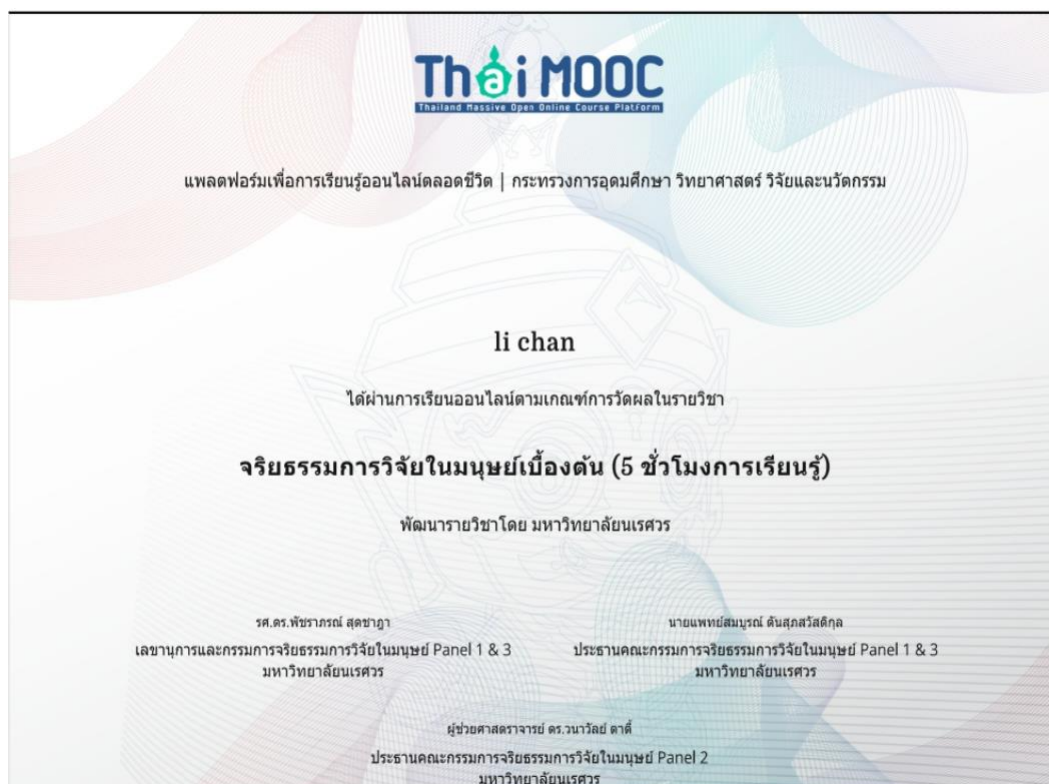 Thai MOOC
Thailand Massive Open Online Course Platform
แพลตฟอร์มเพื่อการเรียนรู้ออนไลน์ตลอดชีวิต | กระทรวงการอุดมศึกษา วิทยาศาสตร์ วิจัยและนวัตกรรม
li chan
ได้ผ่านการเรียนออนไลน์ตามเกณฑ์การวัดผลในรายวิชา
จริยธรรมการวิจัยในมนุษย์เบื้องต้น (5 ชั่วโมงการเรียนรู้)
พัฒนารายวิชาโดย มหาวิทยาลัยนเรศวร
รศ.ดร.พัชราภรณ์ สุดชาฎา
เลขานุการและกรรมการจริยธรรมการวิจัยในมนุษย์ Panel 1 & 3
มหาวิทยาลัยนเรศวร
นายแพทย์สมบูรณ์ ตันสุภสวัสดิกุล
ประธานคณะกรรมการจริยธรรมการวิจัยในมนุษย์ Panel 1 & 3
มหาวิทยาลัยนเรศวร
ผู้ช่วยศาสตราจารย์ ดร.วนาวัลย์ ดาตี้
ประธานคณะกรรมการจริยธรรมการวิจัยในมนุษย์ Panel 2
มหาวิทยาลัยนเรศวร